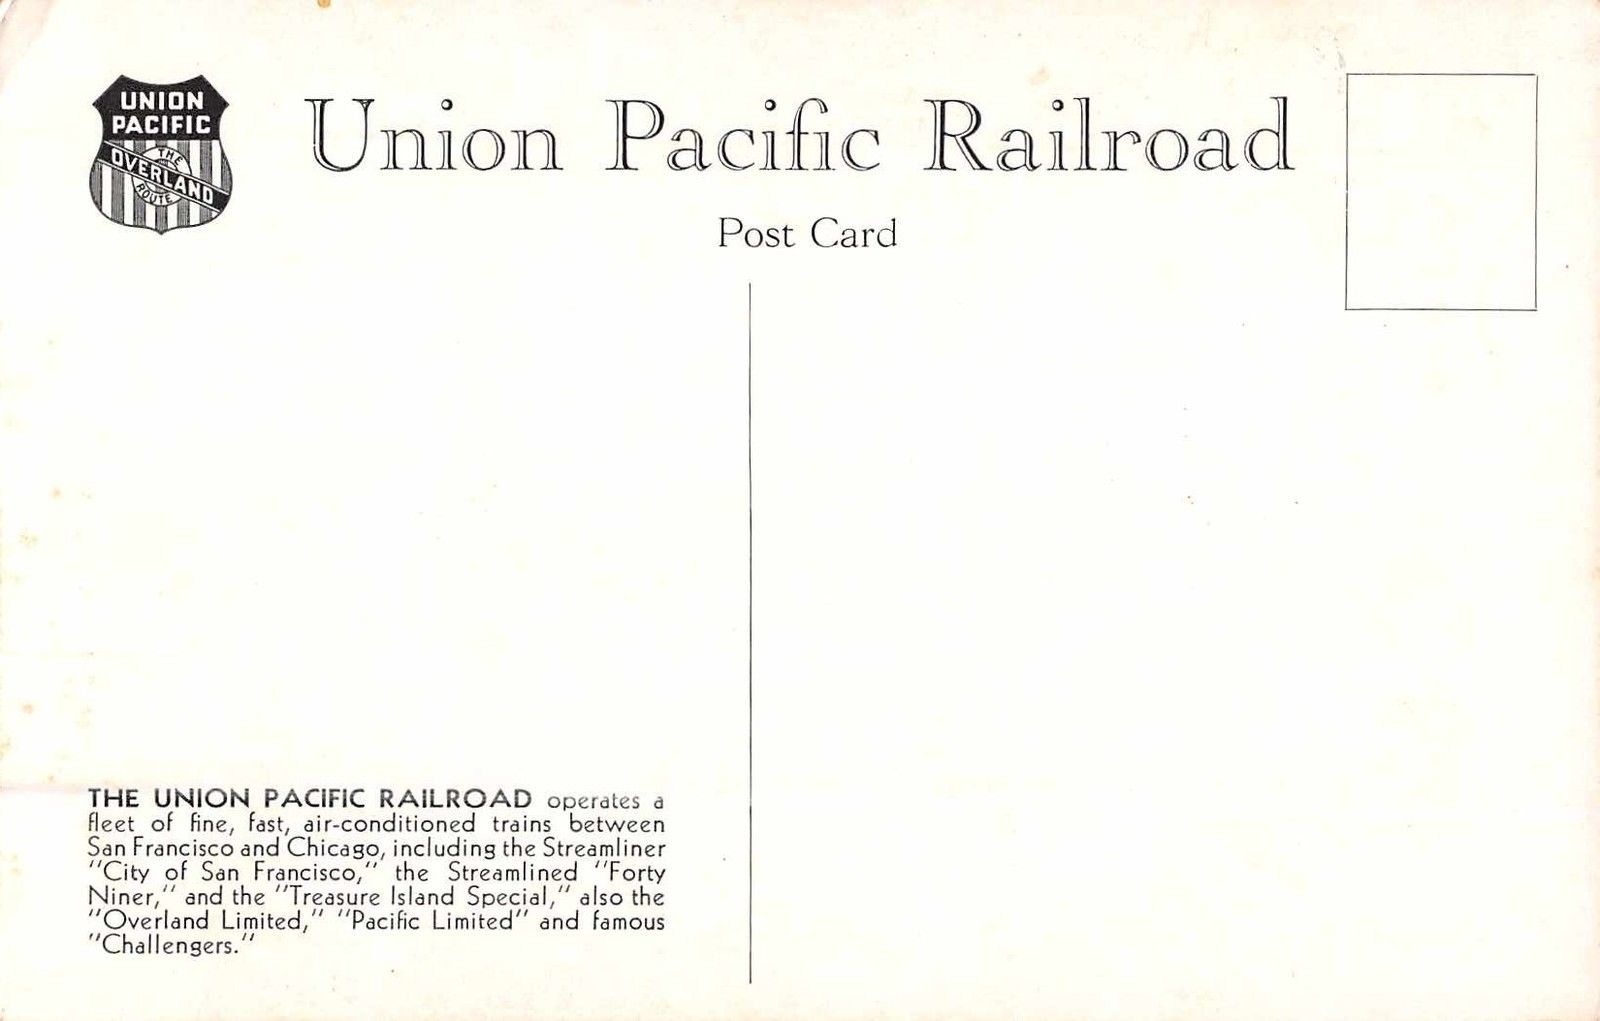 UNION
PACIFIC
THE
OVERLAND
ROUTE
Union Pacific Railroad
Post Card
THE UNION PACIFIC RAILROAD operates a
fleet of fine, fast, air-conditioned trains between
San Francisco and Chicago, including the Streamliner
"City of San Francisco," the Streamlined "Forty
Niner," and the "Treasure Island Special," also the
"Overland Limited," "Pacific Limited" and famous
"Challengers."